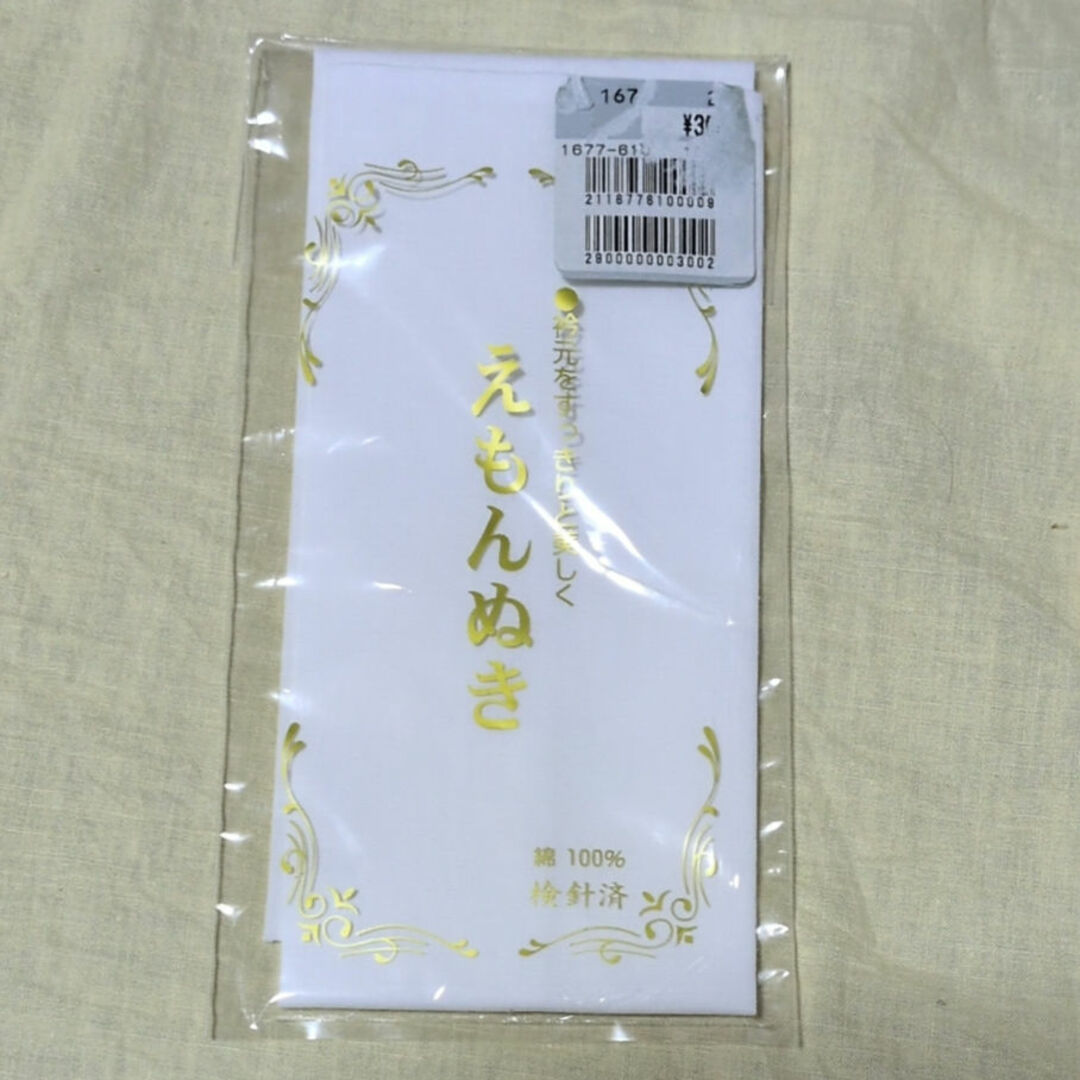 167
1677-61
2118776100009
2800000003002
●衿元をすっきりと美しく
えもんぬき
綿 100%
検針済